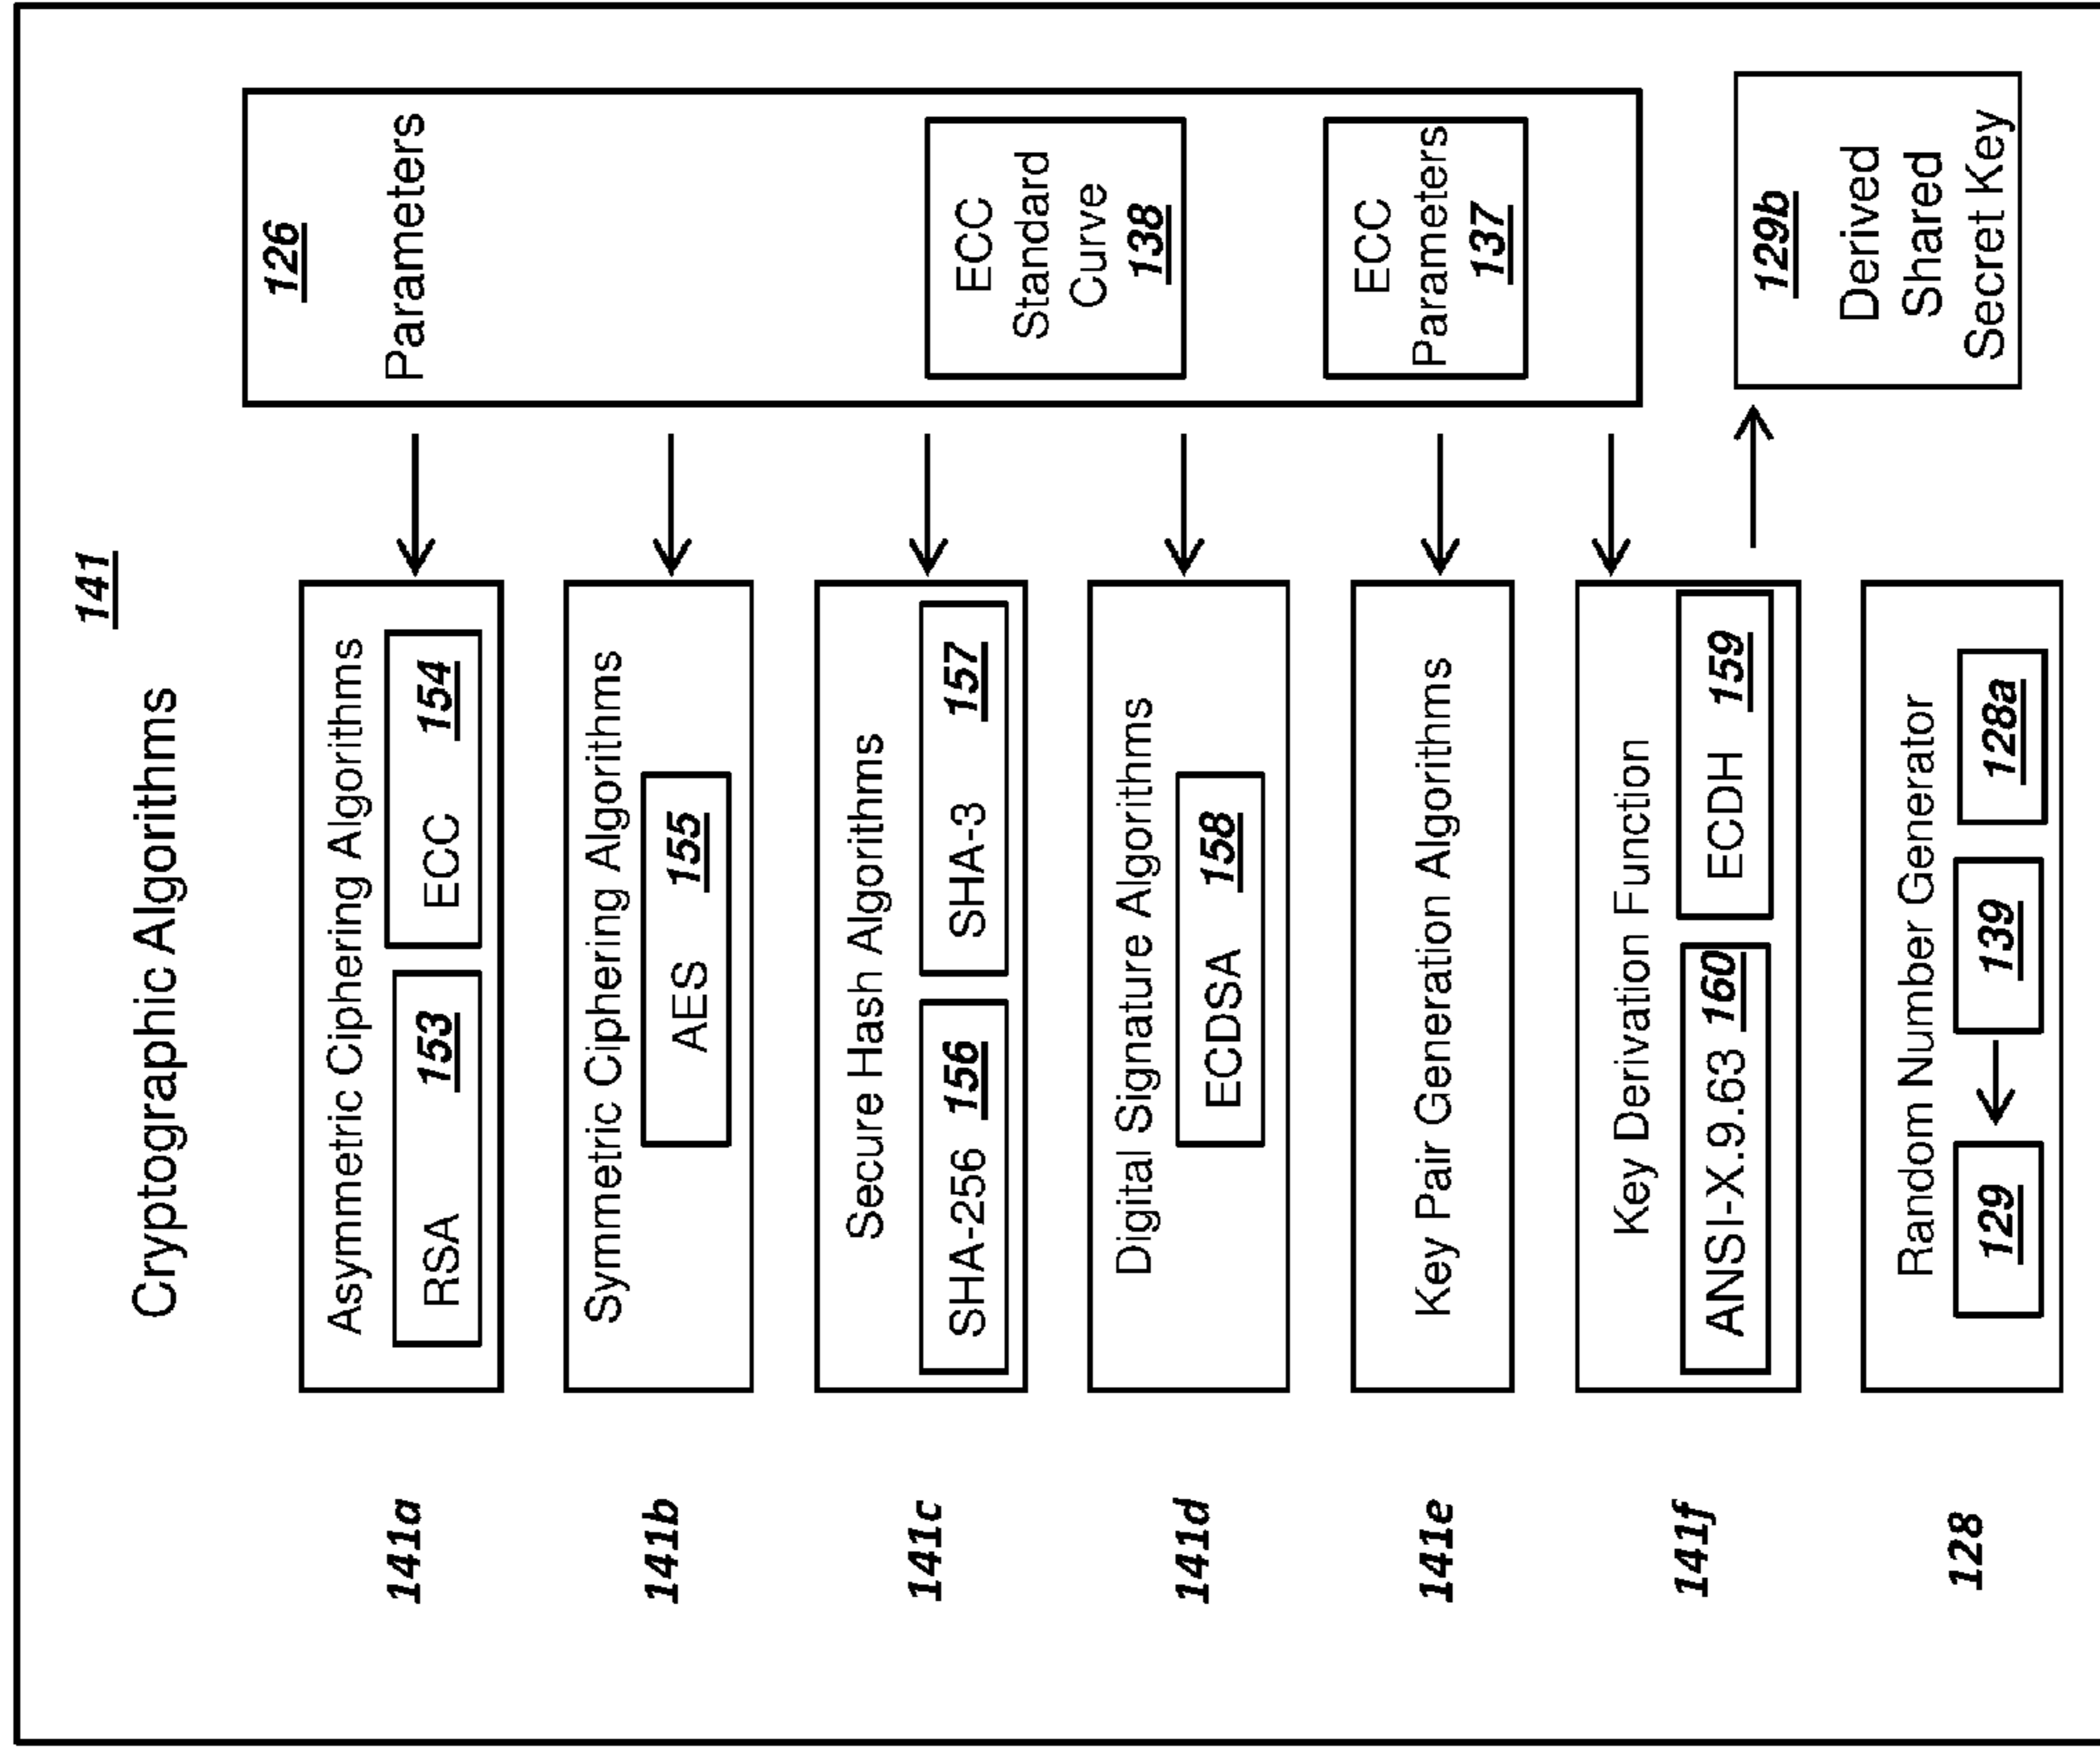 141
Cryptographic Algorithms
141a
Asymmetric Ciphering Algorithms
RSA 153
ECC 154
141b
Symmetric Ciphering Algorithms
AES 155
141c
Secure Hash Algorithms
SHA-256 156
SHA-3 157
141d
Digital Signature Algorithms
ECDSA 158
141e
Key Pair Generation Algorithms
141f
Key Derivation Function
ANSI-X.9.63 160
ECDH 159
128
Random Number Generator
129
139
128a
126
Parameters
ECC
Standard
Curve
138
ECC
Parameters
137
129b
Derived
Shared
Secret Key